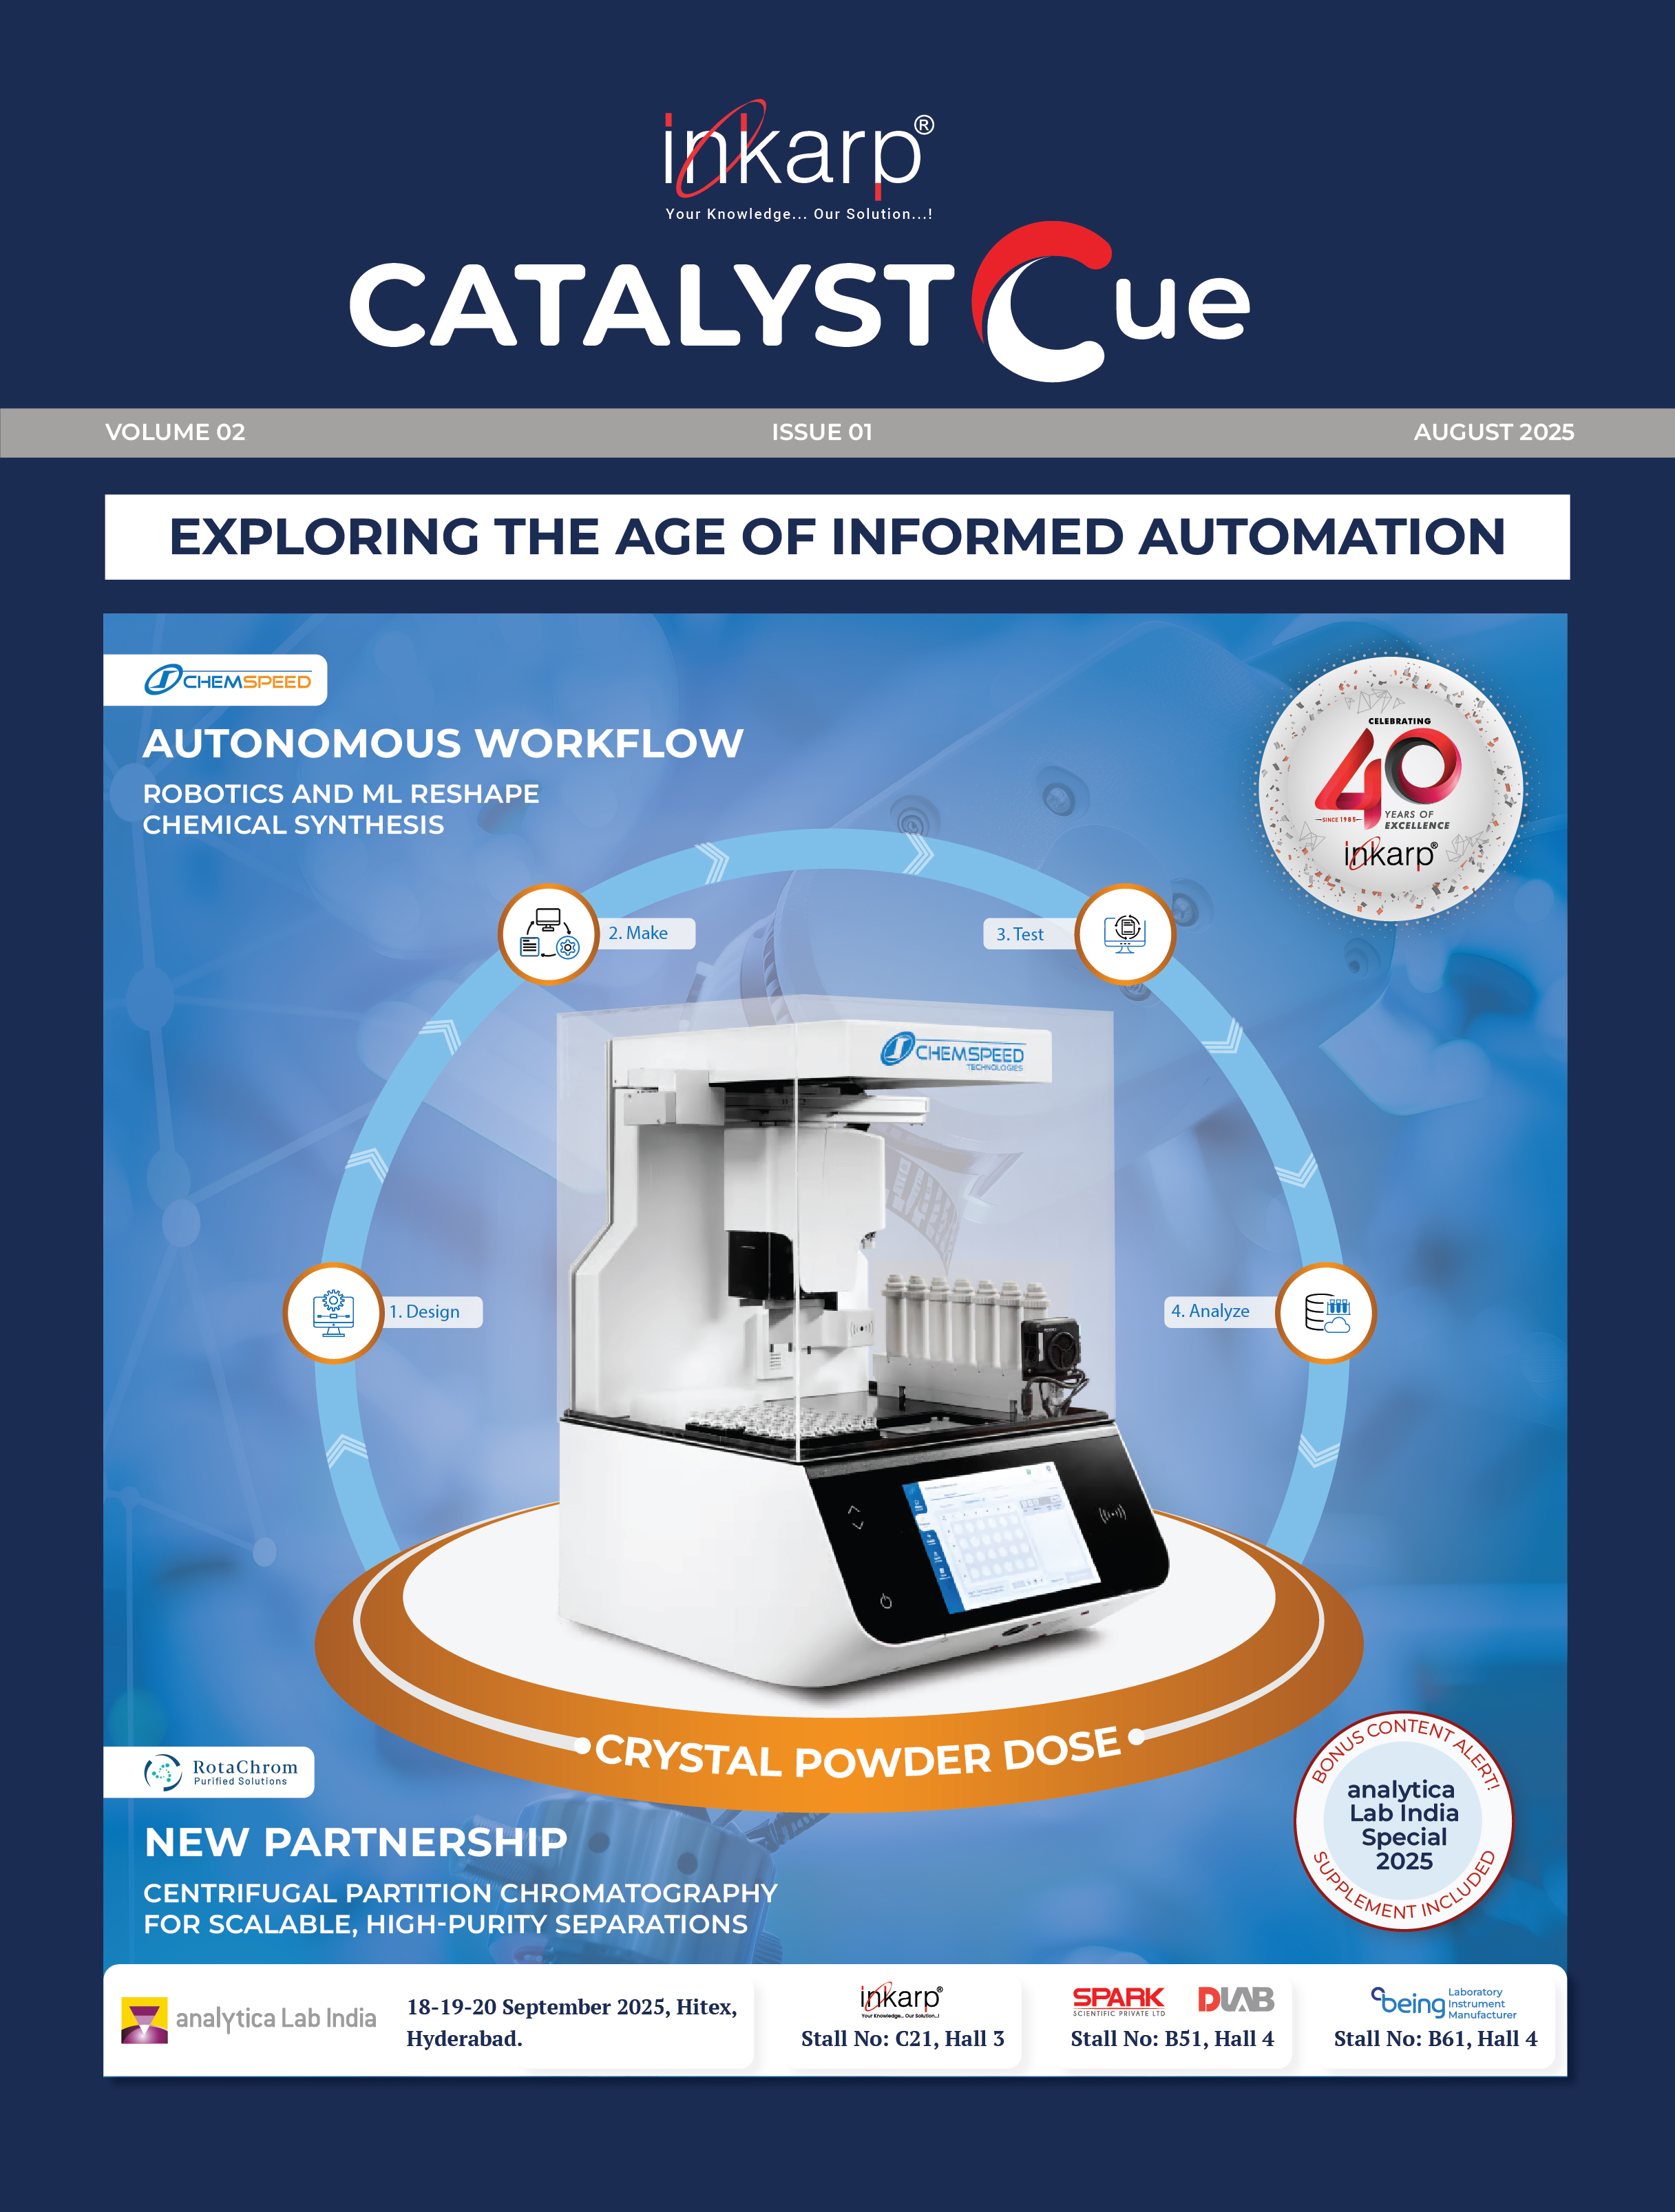 inkarp®
Your Knowledge... Our Solution...!
CATALYST Cue
VOLUME 02
ISSUE 01
AUGUST 2025
EXPLORING THE AGE OF INFORMED AUTOMATION
CHEMSPEED
AUTONOMOUS WORKFLOW
ROBOTICS AND ML RESHAPE
CHEMICAL SYNTHESIS
CELEBRATING
40
SINCE 1985
YEARS OF
EXCELLENCE
inkarp®
2. Make
3. Test
CHEMSPEED
TECHNOLOGIES
1. Design
4. Analyze
CRYSTAL POWDER DOSE
RotaChrom
Purified Solutions
NEW PARTNERSHIP
CENTRIFUGAL PARTITION CHROMATOGRAPHY
FOR SCALABLE, HIGH-PURITY SEPARATIONS
BONUS CONTENT ALERT!
analytica
Lab India
Special
2025
SUPPLEMENT INCLUDED
analytica Lab India
18-19-20 September 2025, Hitex,
Hyderabad.
inkarp®
Your Knowledge... Our Solution...!
Stall No: C21, Hall 3
SPARK
SCIENTIFIC PRIVATE LTD
DLAB
Stall No: B51, Hall 4
being
Laboratory
Instrument
Manufacturer
Stall No: B61, Hall 4